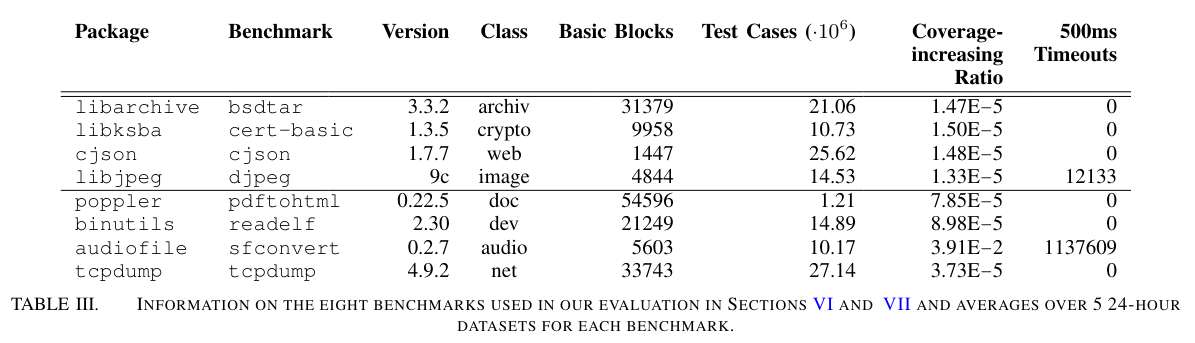 Package Benchmark Version Class Basic Blocks Test Cases (·10⁶) Coverage- 500ms
increasing Timeouts
Ratio
libarchive bsdtar 3.3.2 archiv 31379 21.06 1.47E–5 0
libksba cert-basic 1.3.5 crypto 9958 10.73 1.50E–5 0
cjson cjson 1.7.7 web 1447 25.62 1.48E–5 0
libjpeg djpeg 9c image 4844 14.53 1.33E–5 12133
poppler pdftohtml 0.22.5 doc 54596 1.21 7.85E–5 0
binutils readelf 2.30 dev 21249 14.89 8.98E–5 0
audiofile sfconvert 0.2.7 audio 5603 10.17 3.91E–2 1137609
tcpdump tcpdump 4.9.2 net 33743 27.14 3.73E–5 0
TABLE III. INFORMATION ON THE EIGHT BENCHMARKS USED IN OUR EVALUATION IN SECTIONS VI AND VII AND AVERAGES OVER 5 24-HOUR
DATASETS FOR EACH BENCHMARK.